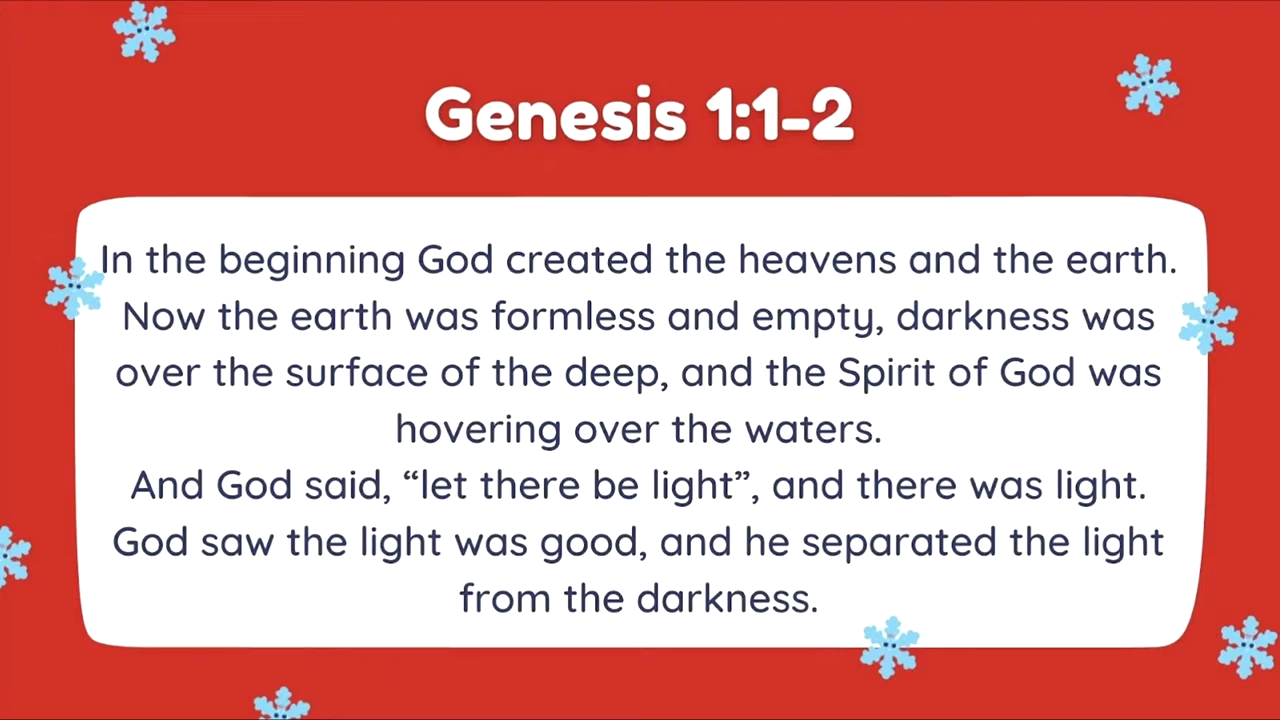 Genesis 1:1-2
In the beginning God created the heavens and the earth.
Now the earth was formless and empty, darkness was
over the surface of the deep, and the Spirit of God was
hovering over the waters.
And God said, “let there be light”, and there was light.
God saw the light was good, and he separated the light
from the darkness.